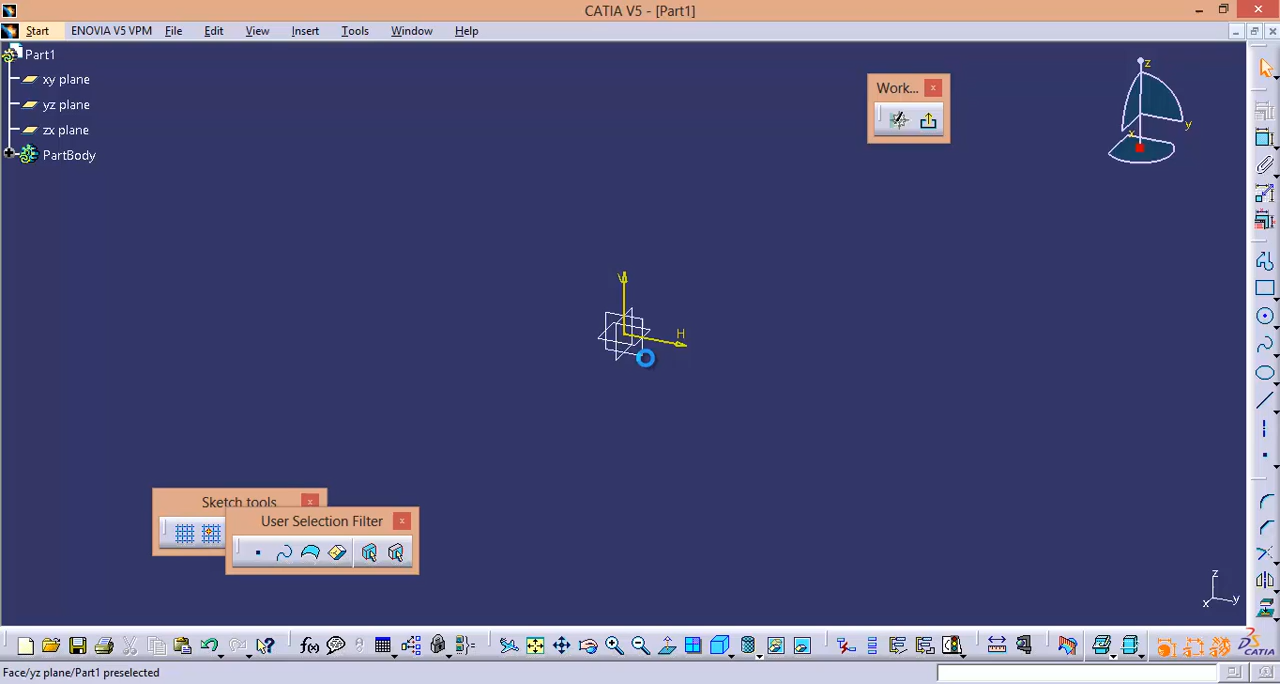 CATIA V5 - [Part1]
Start ENOVIA V5 VPM File Edit View Insert Tools Window Help
Part1
xy plane
yz plane
zx plane
PartBody
Work...
z
y
x
V
H
Sketch tools
User Selection Filter
z
x y
f(x)
CATIA
Face/yz plane/Part1 preselected